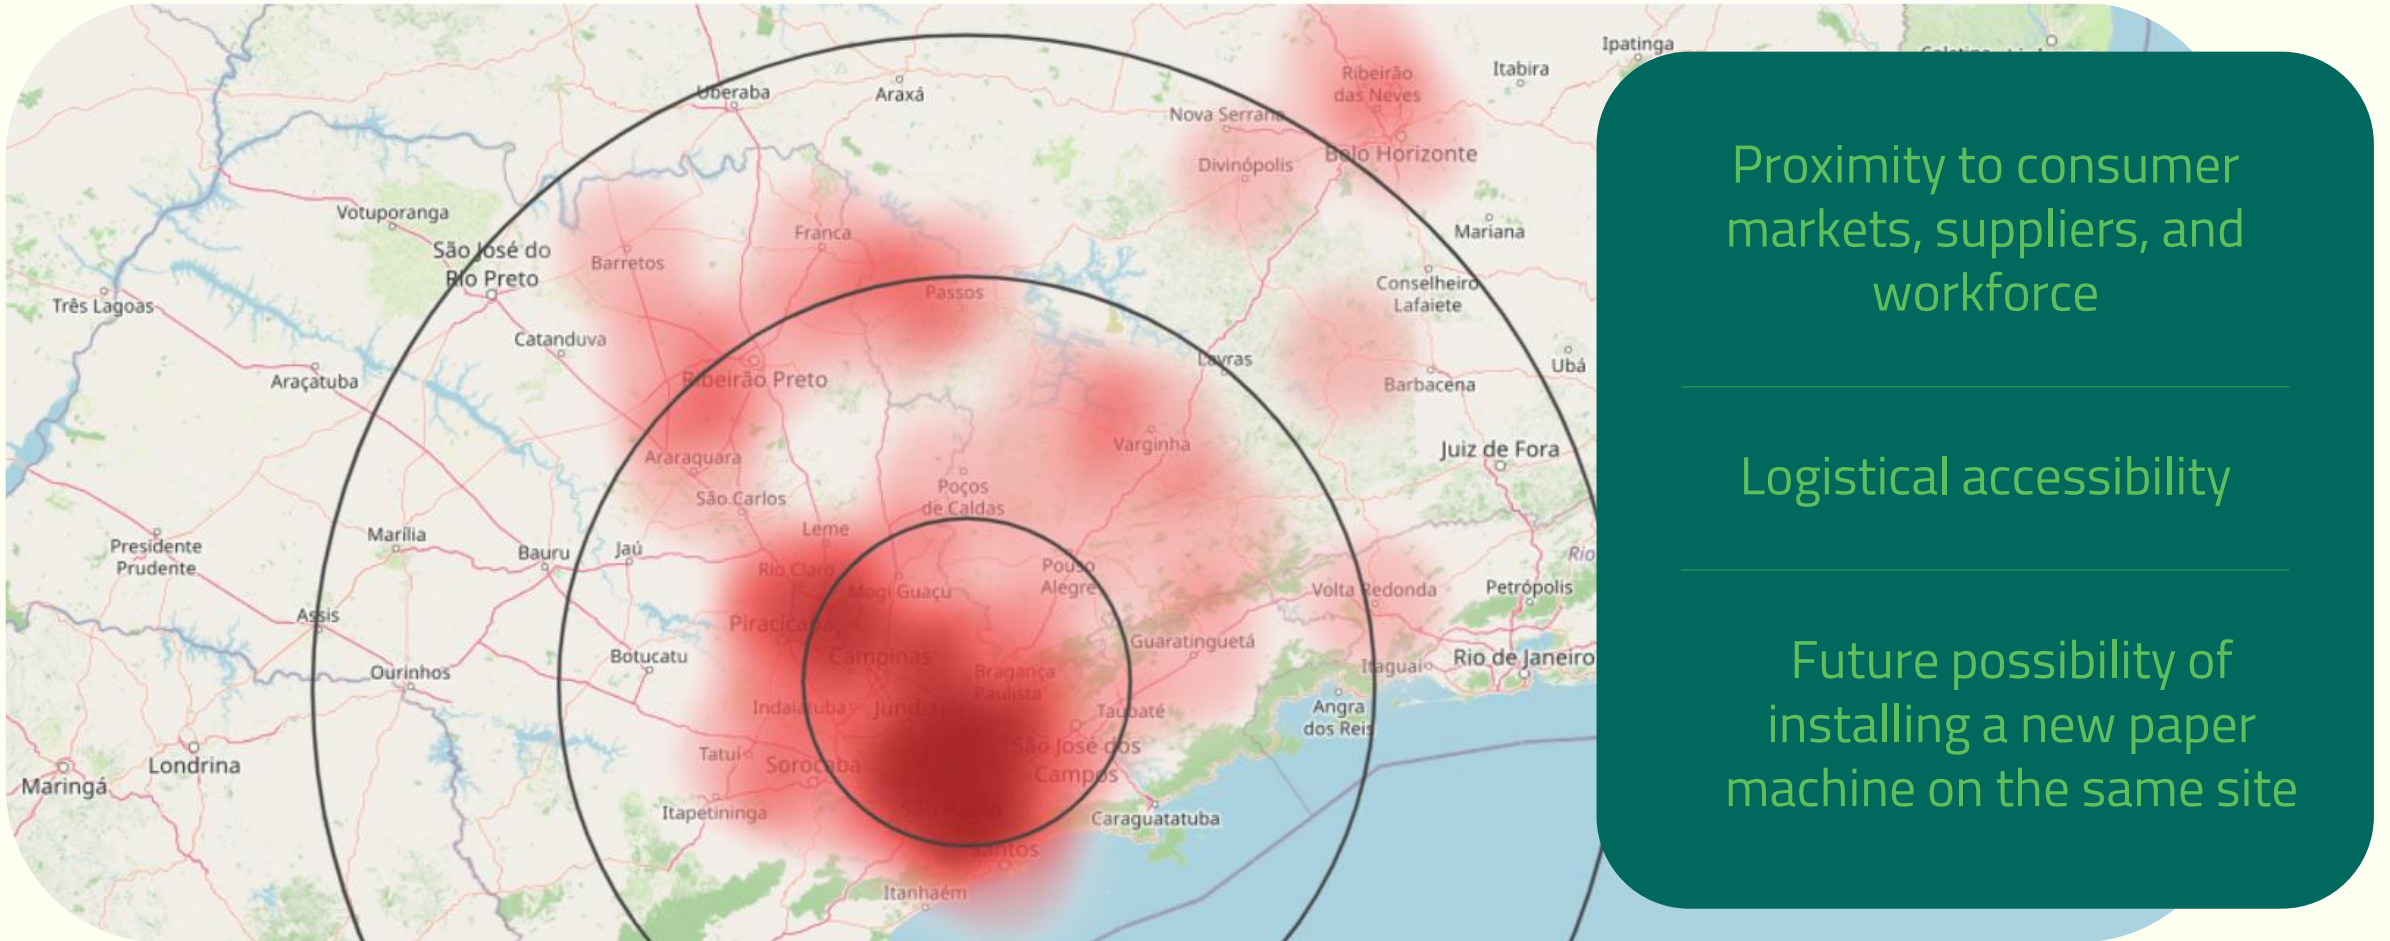 Ipatinga
Colatina
Ribeirão
das Neves
Itabira
Uberaba
Araxá
Nova Serrana
Belo Horizonte
Divinópolis
Votuporanga
Franca
Mariana
São José do
Rio Preto
Barretos
Passos
Conselheiro
Lafaiete
Três Lagoas
Catanduva
Lavras
Ubá
Araçatuba
Ribeirão Preto
Barbacena
Varginha
Juiz de Fora
Araraquara
São Carlos
Poços
de Caldas
Leme
Marília
Presidente
Prudente
Bauru
Jaú
Rio
Rio Claro
Pouso
Alegre
Mogi Guaçu
Volta Redonda
Petrópolis
Assis
Piracicaba
Guaratinguetá
Botucatu
Campinas
Itaguaí
Rio de Janeiro
Ourinhos
Bragança
Paulista
Indaiatuba
Jundiaí
Taubaté
Angra
dos Reis
Tatuí
Sorocaba
São José dos
Campos
Londrina
Maringá
Itapetininga
São Paulo
Caraguatatuba
Santos
Itanhaém
Proximity to consumer
markets, suppliers, and
workforce
Logistical accessibility
Future possibility of
installing a new paper
machine on the same site